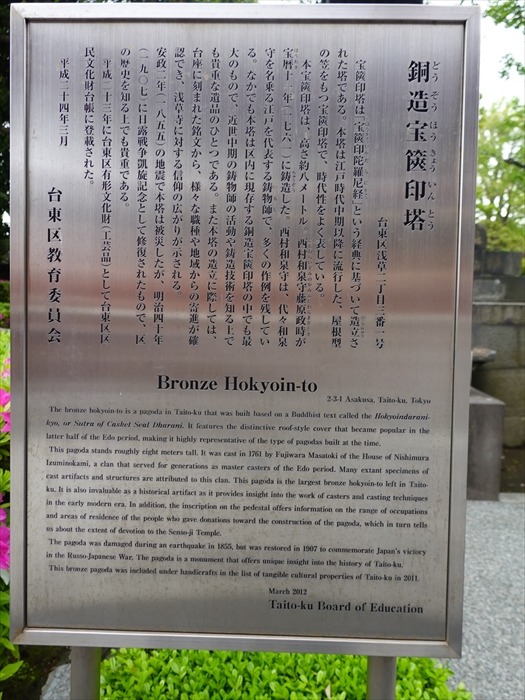 銅造宝篋印塔
どうぞうほうきょういんとう
台東区浅草二丁目三番一号
宝篋印塔は、「宝篋印陀羅尼経」という経典に基づいて造立さ
れた塔である。本塔は江戸時代中期以降に流行した、屋根型
の笠をもつ宝篋印塔で、時代性をよく表している。
本宝篋印塔は、高さ約八メートル、西村和泉守藤原政時が
宝暦十一年(一七六一)に鋳造した。西村和泉守は、代々和泉
守を名乗る江戸を代表する鋳物師で、多くの作例を残してい
る。なかでも本塔は区内に現存する銅造宝篋印塔の中でも最
大のもので、近世中期の鋳物師の活動や鋳造技術を知る上で
も貴重な遺品のひとつである。また本塔の造立に際しては、
台座に刻まれた銘文から、様々な職種や地域からの寄進が確
認でき、浅草寺に対する信仰の広がりが示される
安政二年(一八五五)の地震で本塔は被災したが、明治四十年
(一九〇七)に日露戦争凱旋記念として修復されたもので、区
の歴史を知る上でも貴重である。
平成二十三年に台東区有形文化財(工芸品)として台東区区
民文化財台帳に登載された。
平成二十四年三月
台東区教育委員会
Bronze Hokyoin-to
2-3-1 Asakusa, Taito-ku, Tokyo
The bronze hokyoin-to is a pagoda in Taito-ku that was built based on a Buddhist text called the Hokyoindarani-
kyo, or Sutra of Casket Seal Dharani. It features the distinctive roof-style cover that became popular in the
latter half of the Edo period, making it highly representative of the type of pagodas built at the time.
This pagoda stands roughly eight meters tall. It was cast in 1761 by Fujiwara Masatoki of the House of Nishimura
Izuminokami, a clan that served for generations as master casters of the Edo period. Many extant specimens of
cast artifacts and structures are attributed to this clan. This pagoda is the largest bronze hokyoin-to left in Taito-
ku. It is also invaluable as a historical artifact as it provides insight into the work of casters and casting techniques
in the early modern era. In addition, the inscription on the pedestal offers information on the range of occupations
and areas of residence of the people who gave donations toward the construction of the pagoda, which in turn tells
us about the extent of devotion to the Senso-ji Temple.
The pagoda was damaged during an earthquake in 1855, but was restored in 1907 to commemorate Japan's victory
in the Russo-Japanese War. The pagoda is a monument that offers unique insight into the history of Taito-ku.
This bronze pagoda was included under handicrafts in the list of tangible cultural properties of Taito-ku in 2011.
March 2012
Taito-ku Board of Education